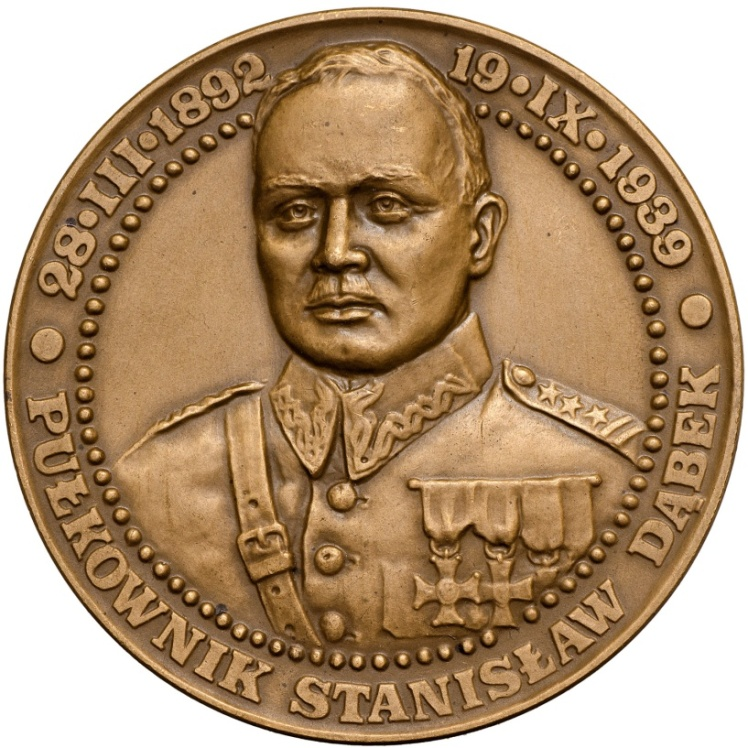 28•III•1892
19•IX•1939
PUŁKOWNIK STANISŁAW DĄBEK